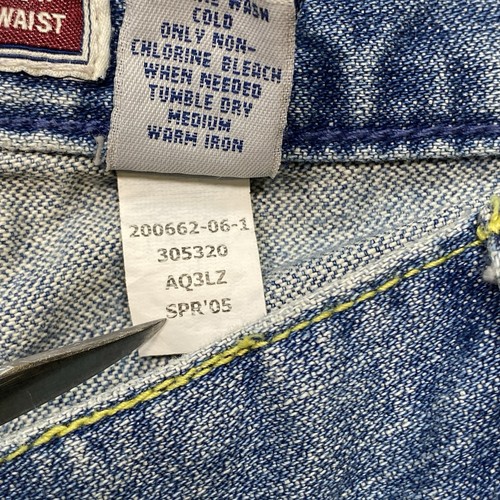 WAIST
WASH
COLD
ONLY NON-
CHLORINE BLEACH
WHEN NEEDED
TUMBLE DRY
MEDIUM
WARM IRON
200662-06-1
305320
AQ3LZ
SPR'05